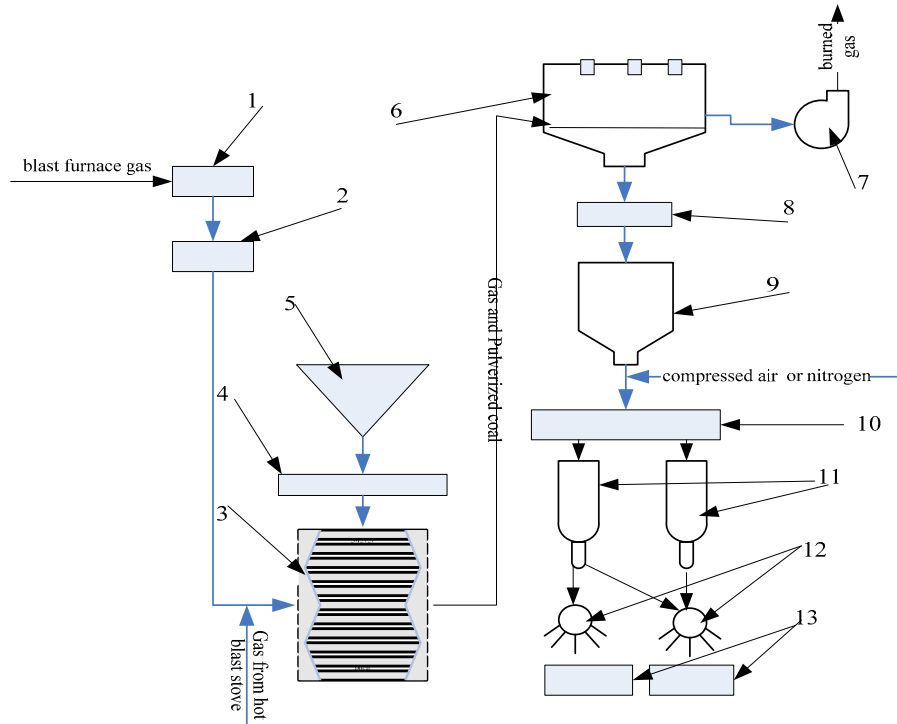 burned
gas
1
6
blast furnace gas
7
2
8
Gas and Pulverized coal
9
5
compressed air or nitrogen
4
10
11
3
12
13
Gas from hot
blast stove